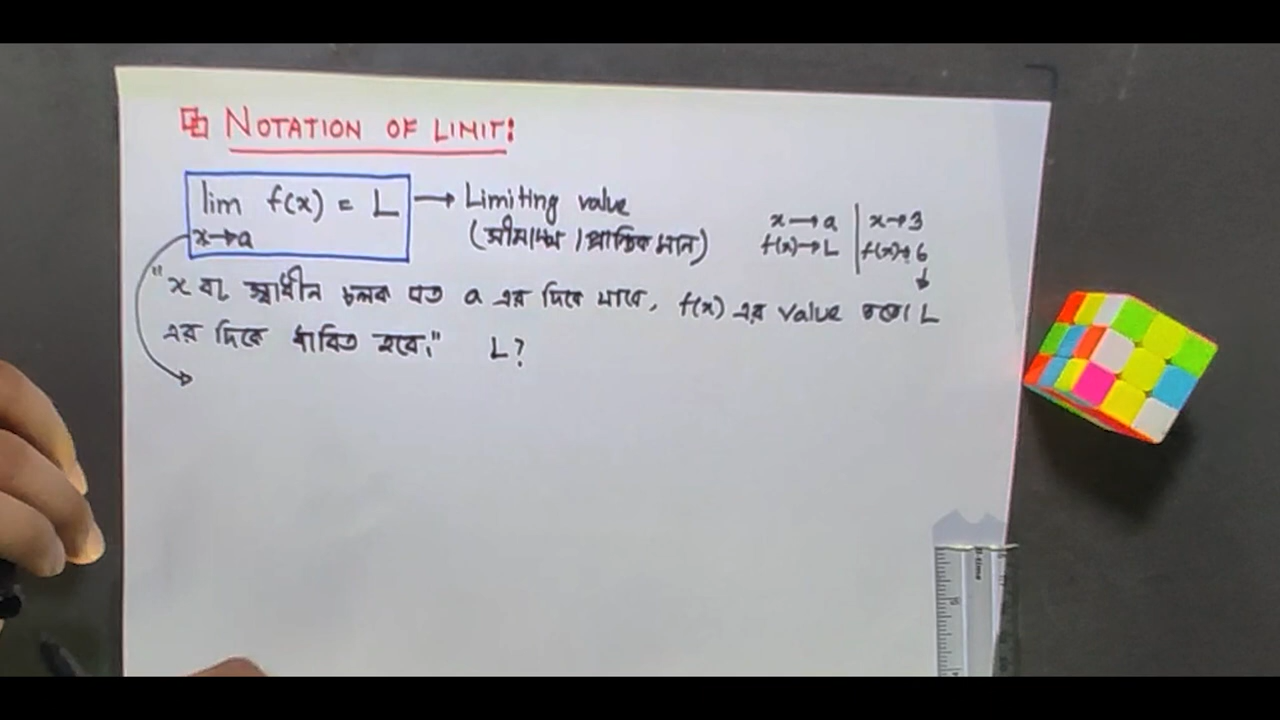 NOTATION OF LIMIT:
lim f(x) = L → Limiting value
x→a (সীমাস্থ / প্রান্তিক মান)
x → a | x → 3
f(x) → L | f(x) → 6
"x বা স্বাধীন চলক যত a এর দিকে যাবে, f(x) এর value ততো L
এর দিকে ধাবিত হবে।" L?